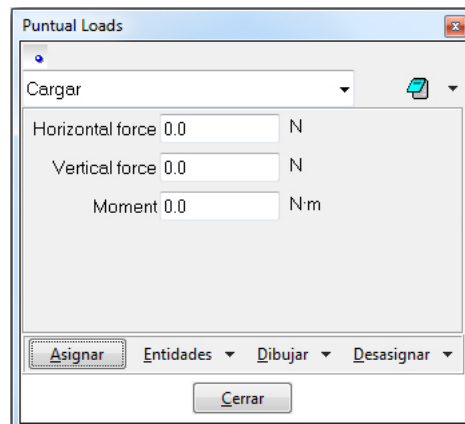 Puntual Loads
Cargar
Horizontal force 0.0 N
Vertical force 0.0 N
Moment 0.0 N·m
Asignar Entidades Dibujar Desasignar
Cerrar